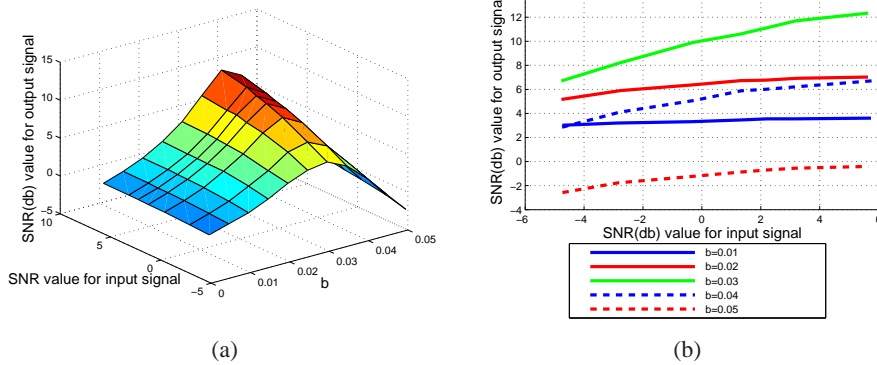 15
10
5
0
−5
10
5
0
−5
0
0.01
0.02
0.03
0.04
0.05
SNR(db) value for output signal
SNR value for input signal
b
(a)
12
10
8
6
4
2
0
−2
−4
−6
−4
−2
0
2
4
6
SNR(db) value for output signal
SNR(db) value for input signal
b=0.01
b=0.02
b=0.03
b=0.04
b=0.05
(b)